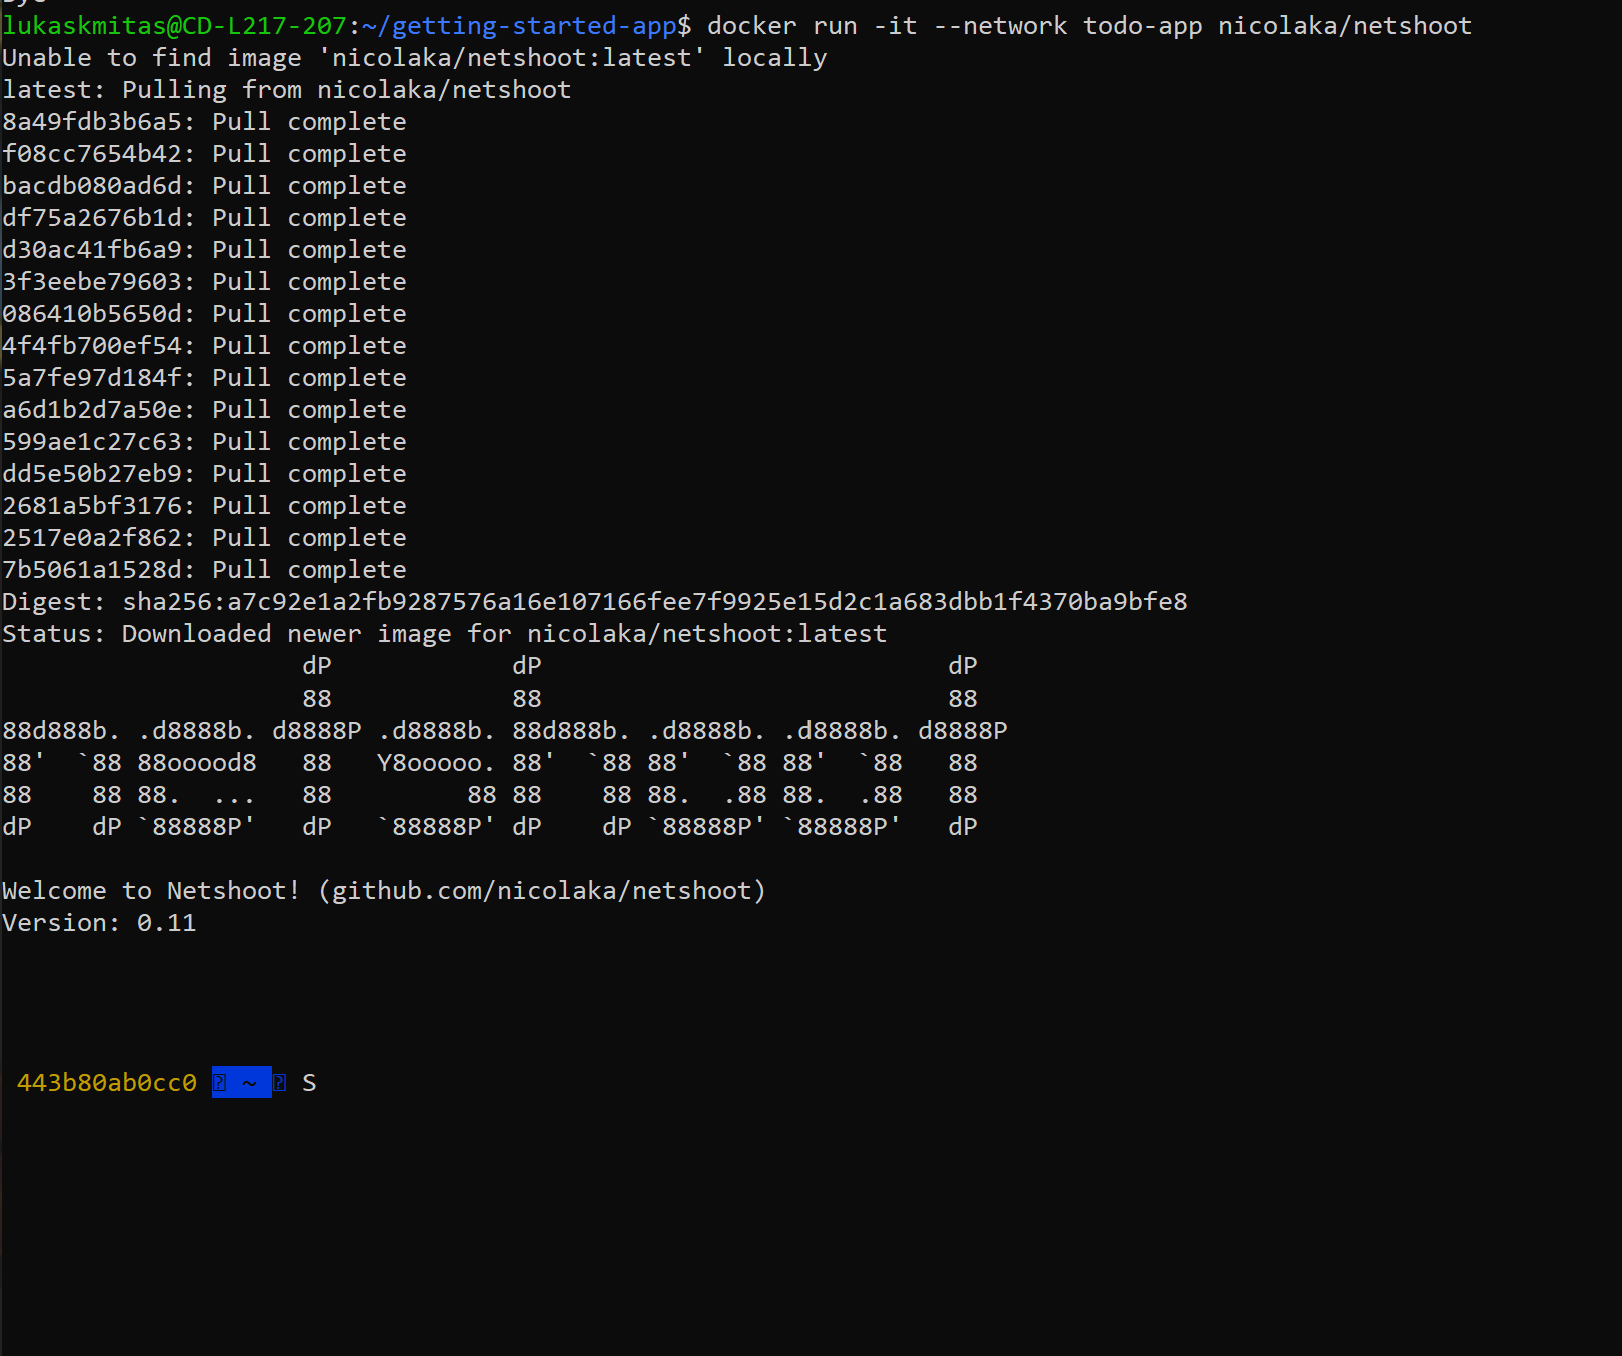 lukaskmitas@CD-L217-207:~/getting-started-app$ docker run -it --network todo-app nicolaka/netshoot
Unable to find image 'nicolaka/netshoot:latest' locally
latest: Pulling from nicolaka/netshoot
8a49fdb3b6a5: Pull complete
f08cc7654b42: Pull complete
bacdb080ad6d: Pull complete
df75a2676b1d: Pull complete
d30ac41fb6a9: Pull complete
3f3eebe79603: Pull complete
086410b5650d: Pull complete
4f4fb700ef54: Pull complete
5a7fe97d184f: Pull complete
a6d1b2d7a50e: Pull complete
599ae1c27c63: Pull complete
dd5e50b27eb9: Pull complete
2681a5bf3176: Pull complete
2517e0a2f862: Pull complete
7b5061a1528d: Pull complete
Digest: sha256:a7c92e1a2fb9287576a16e107166fee7f9925e15d2c1a683dbb1f4370ba9bfe8
Status: Downloaded newer image for nicolaka/netshoot:latest
                    dP            dP                           dP
                    88            88                           88
88d888b. .d8888b. d8888P .d8888b. 88d888b. .d8888b. .d8888b. d8888P
88'  `88 88ooood8   88   Y8ooooo. 88'  `88 88'  `88 88'  `88   88
88    88 88.  ...   88         88 88    88 88.  .88 88.  .88   88
dP    dP `88888P'   dP   `88888P' dP    dP `88888P' `88888P'   dP
Welcome to Netshoot! (github.com/nicolaka/netshoot)
Version: 0.11
443b80ab0cc0 ~ S